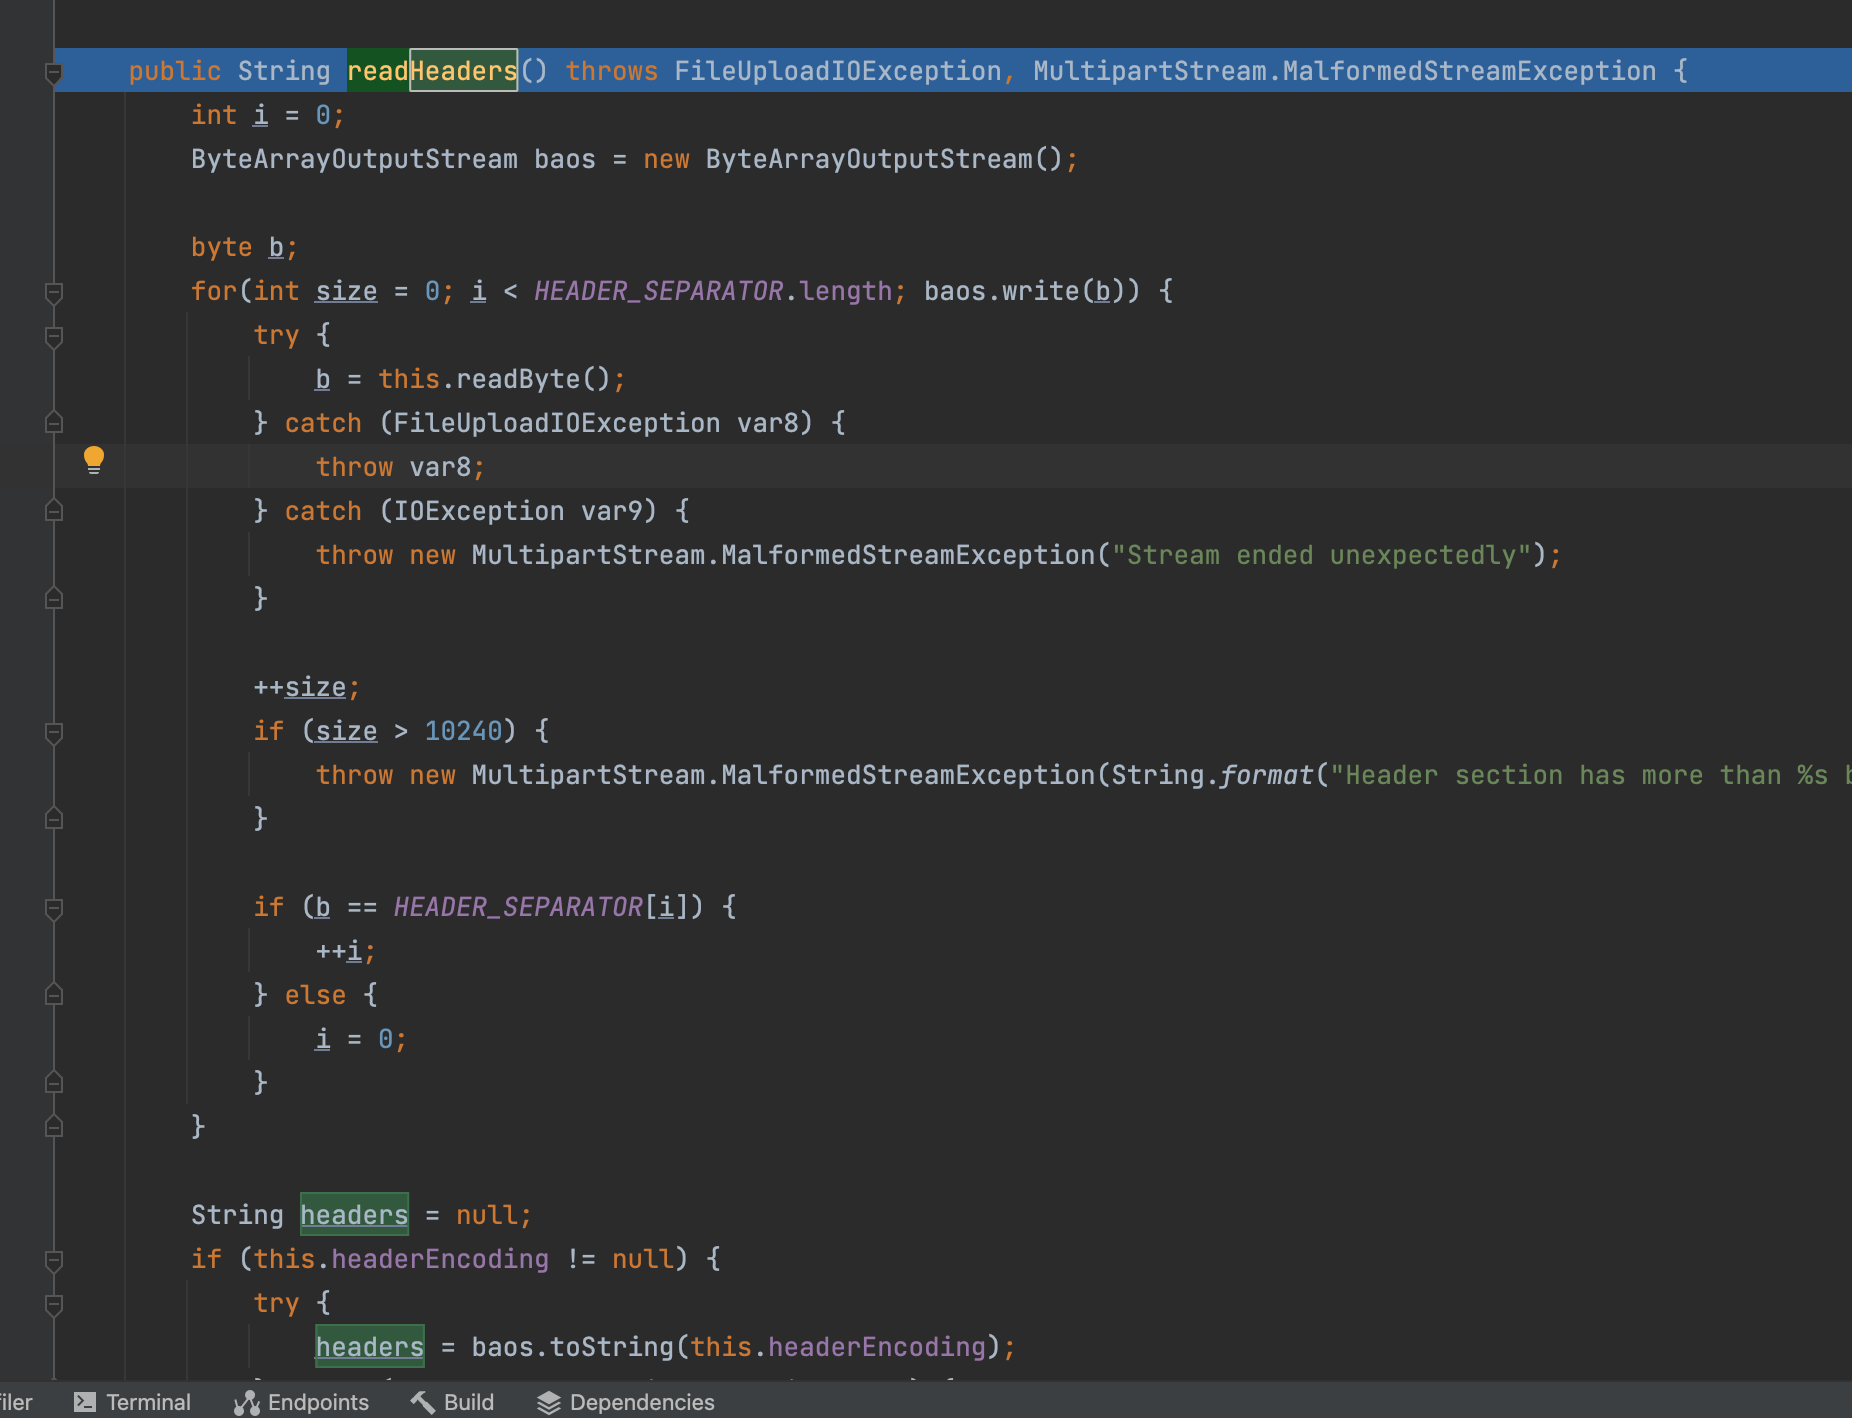 public String readHeaders() throws FileUploadIOException, MultipartStream.MalformedStreamException {
int i = 0;
ByteArrayOutputStream baos = new ByteArrayOutputStream();
byte b;
for(int size = 0; i < HEADER_SEPARATOR.length; baos.write(b)) {
try {
b = this.readByte();
} catch (FileUploadIOException var8) {
throw var8;
} catch (IOException var9) {
throw new MultipartStream.MalformedStreamException("Stream ended unexpectedly");
}
++size;
if (size > 10240) {
throw new MultipartStream.MalformedStreamException(String.format("Header section has more than %s b
}
if (b == HEADER_SEPARATOR[i]) {
++i;
} else {
i = 0;
}
}
String headers = null;
if (this.headerEncoding != null) {
try {
headers = baos.toString(this.headerEncoding);
iler Terminal Endpoints Build Dependencies